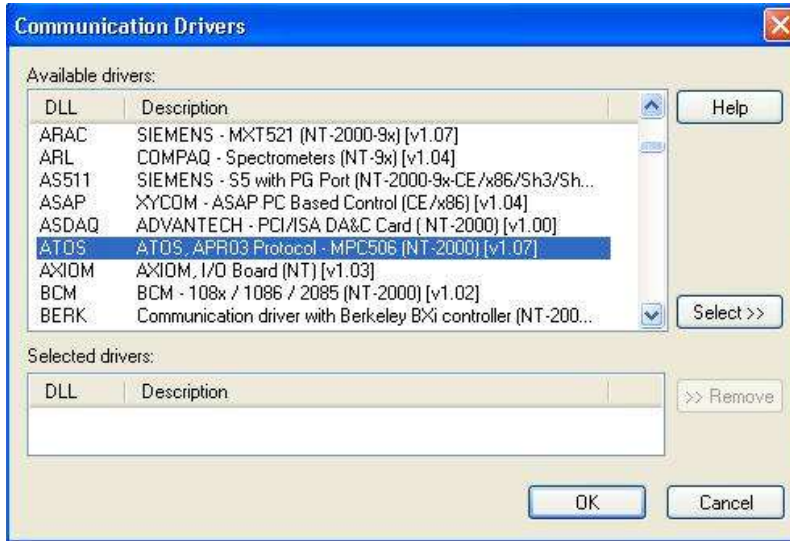 Communication Drivers
Available drivers:
DLL Description
Help
ARAC SIEMENS - MXT521 (NT-2000-9x) [v1.07]
ARL COMPAQ - Spectrometers (NT-9x) [v1.04]
AS511 SIEMENS - S5 with PG Port (NT-2000-9x-CE/x86/Sh3/Sh...
ASAP XYCOM - ASAP PC Based Control (CE/x86) [v1.04]
ASDAQ ADVANTECH - PCI/ISA DA&C Card ( NT-2000) [v1.00]
ATOS ATOS, APR03 Protocol - MPC506 (NT-2000) [v1.07]
AXIOM AXIOM, I/O Board (NT) [v1.03]
BCM BCM - 108x / 1086 / 2085 (NT-2000) [v1.02]
BERK Communication driver with Berkeley BXi controller (NT-200...
Select >>
Selected drivers:
DLL Description
>> Remove
OK Cancel